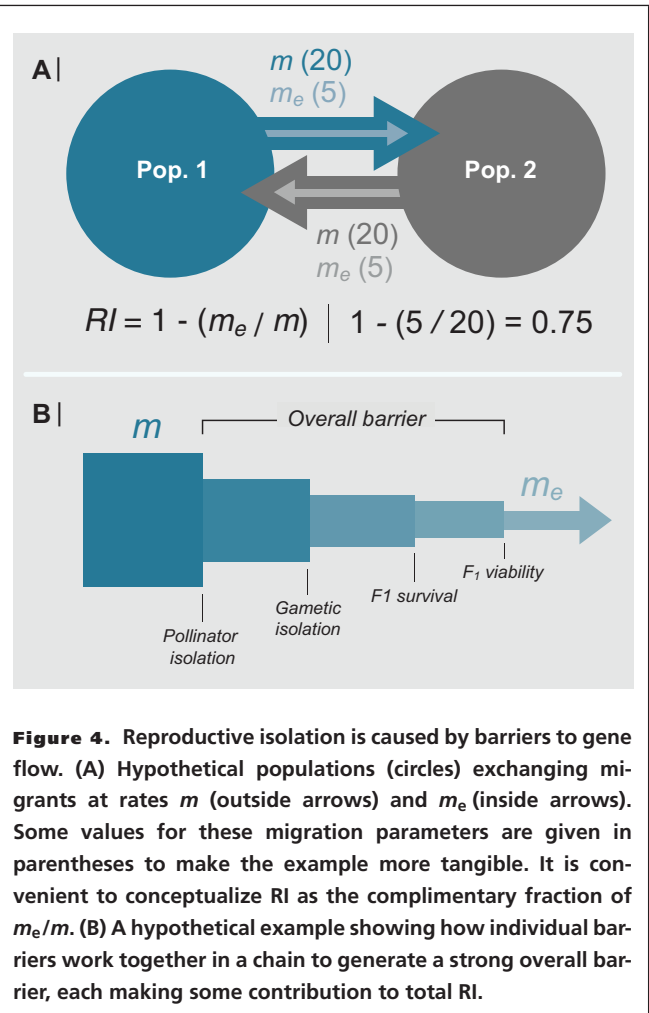 A|
m (20)
me (5)
Pop. 1
Pop. 2
m (20)
me (5)
RI = 1 - (me / m) | 1 - (5 / 20) = 0.75
B|
m
Overall barrier
me
Pollinator
isolation
Gametic
isolation
F1 survival
F1 viability
Figure 4. Reproductive isolation is caused by barriers to gene
flow. (A) Hypothetical populations (circles) exchanging mi-
grants at rates m (outside arrows) and me (inside arrows).
Some values for these migration parameters are given in
parentheses to make the example more tangible. It is con-
venient to conceptualize RI as the complimentary fraction of
me/m. (B) A hypothetical example showing how individual bar-
riers work together in a chain to generate a strong overall bar-
rier, each making some contribution to total RI.